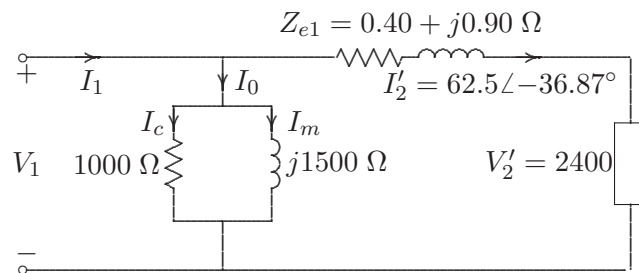 Z_{e1} = 0.40 + j0.90 Ω
+
I_1
I_0
I'_2 = 62.5∠−36.87°
I_c
I_m
V_1
1000 Ω
j1500 Ω
V'_2 = 2400
−